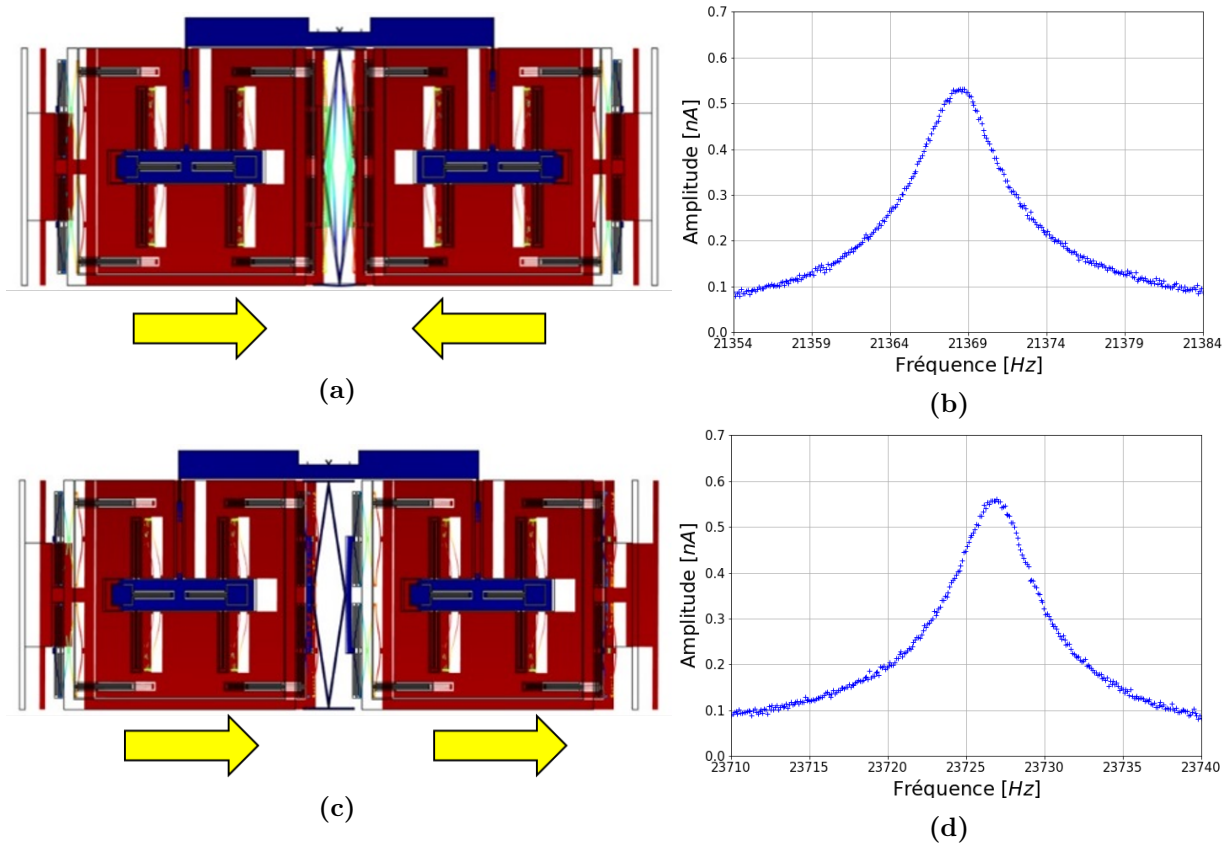 0.7
0.6
0.5
0.4
0.3
0.2
0.1
0.0
Amplitude [nA]
21354 21359 21364 21369 21374 21379 21384
Fréquence [Hz]
(a)
(b)
0.7
0.6
0.5
0.4
0.3
0.2
0.1
0.0
Amplitude [nA]
23710 23715 23720 23725 23730 23735 23740
Fréquence [Hz]
(c)
(d)